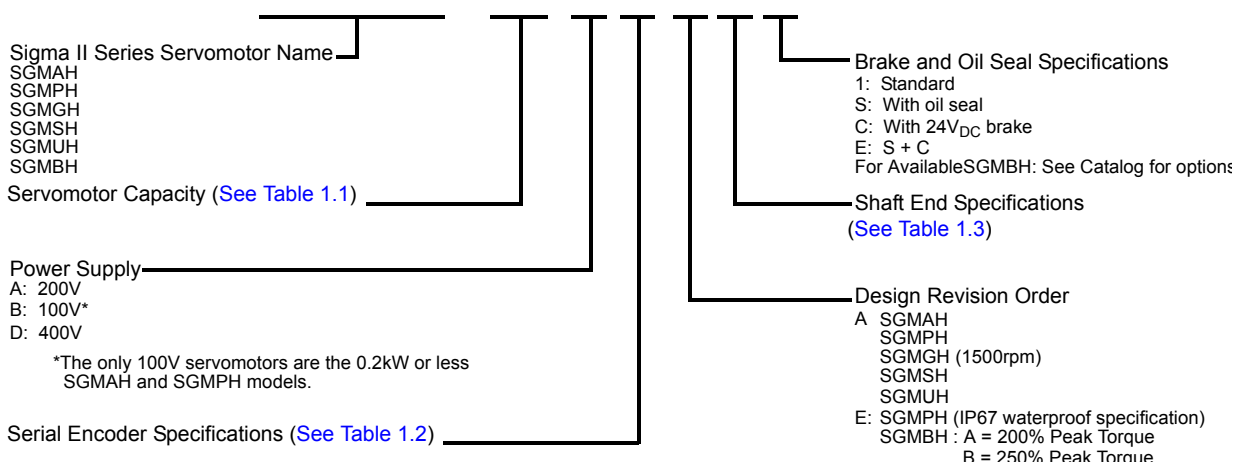 Sigma II Series Servomotor Name
SGMAH
SGMPH
SGMGH
SGMSH
SGMUH
SGMBH
Servomotor Capacity (See Table 1.1)
Power Supply
A: 200V
B: 100V*
D: 400V
*The only 100V servomotors are the 0.2kW or less
SGMAH and SGMPH models.
Serial Encoder Specifications (See Table 1.2)
Brake and Oil Seal Specifications
1: Standard
S: With oil seal
C: With 24VDC brake
E: S + C
For AvailableSGMBH: See Catalog for options
Shaft End Specifications
(See Table 1.3)
Design Revision Order
A SGMAH
SGMPH
SGMGH (1500rpm)
SGMSH
SGMUH
E: SGMPH (IP67 waterproof specification)
SGMBH : A = 200% Peak Torque
B = 250% Peak Torque